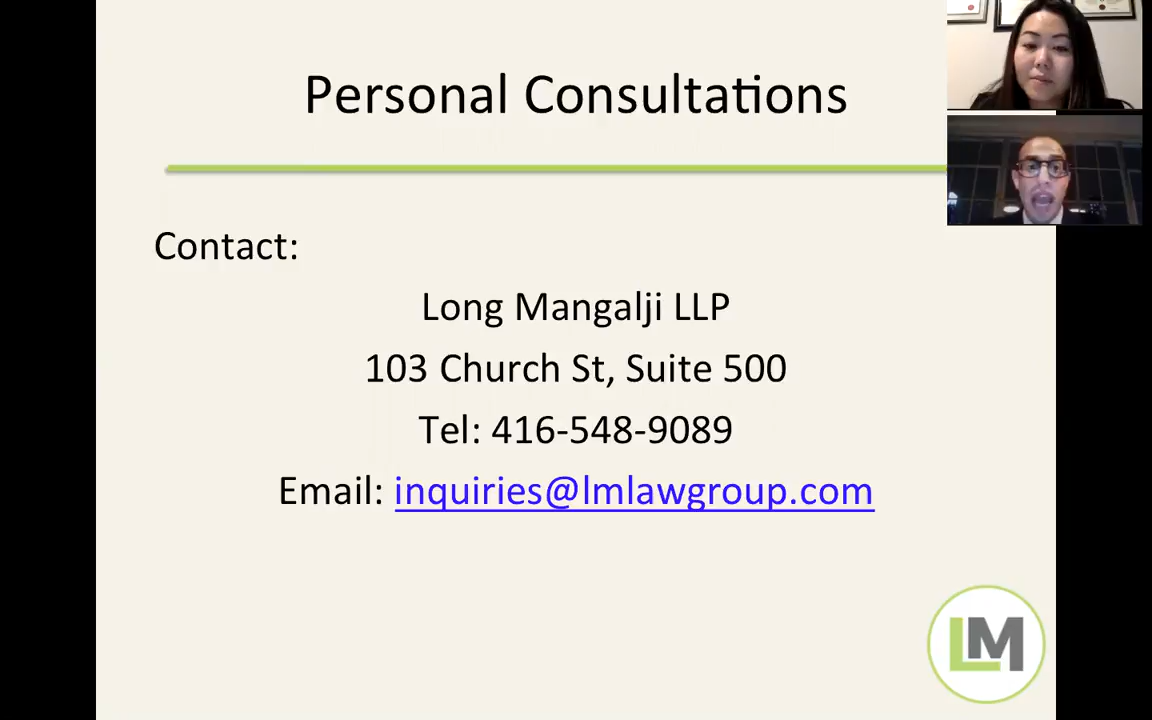 Personal Consultations
Contact:
Long Mangalji LLP
103 Church St, Suite 500
Tel: 416-548-9089
Email: inquiries@lmlawgroup.com
LM